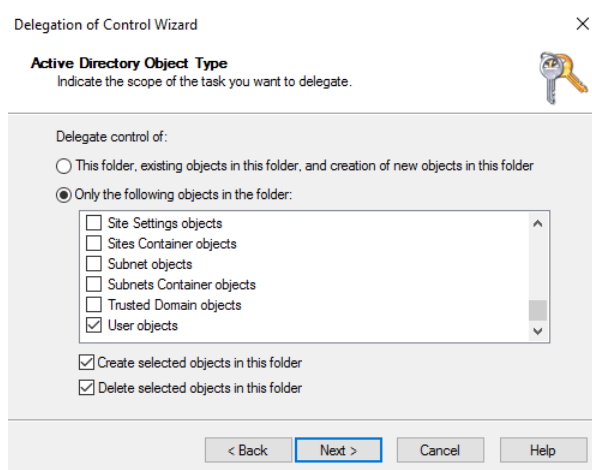 Delegation of Control Wizard
Active Directory Object Type
Indicate the scope of the task you want to delegate.
Delegate control of:
This folder, existing objects in this folder, and creation of new objects in this folder
Only the following objects in the folder:
Site Settings objects
Sites Container objects
Subnet objects
Subnets Container objects
Trusted Domain objects
User objects
Create selected objects in this folder
Delete selected objects in this folder
< Back Next > Cancel Help